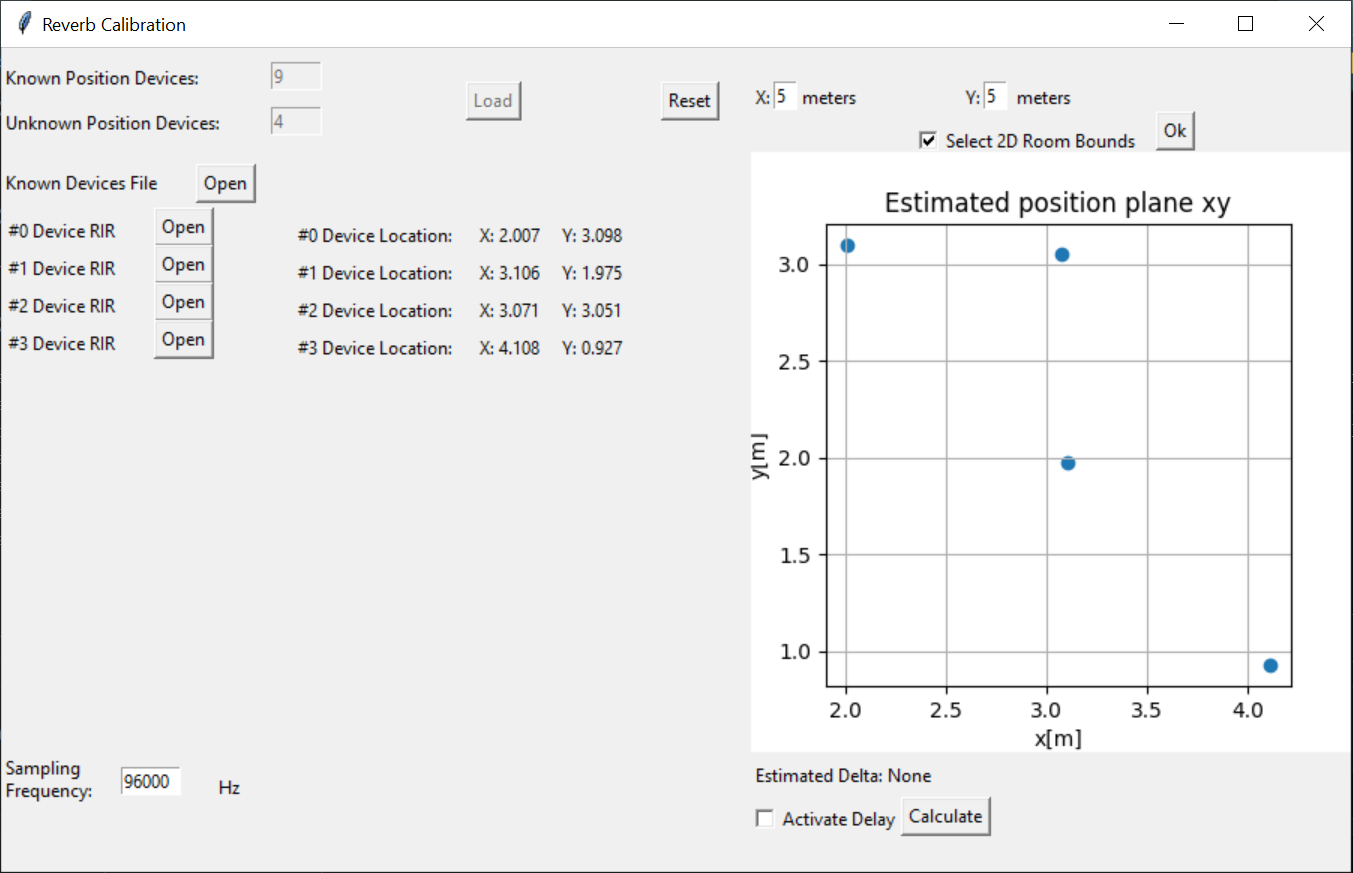 Reverb Calibration
Known Position Devices: 9
Unknown Position Devices: 4
Load
Reset
X: 5 meters
Y: 5 meters
Select 2D Room Bounds
Ok
Known Devices File Open
#0 Device RIR Open
#1 Device RIR Open
#2 Device RIR Open
#3 Device RIR Open
#0 Device Location: X: 2.007 Y: 3.098
#1 Device Location: X: 3.106 Y: 1.975
#2 Device Location: X: 3.071 Y: 3.051
#3 Device Location: X: 4.108 Y: 0.927
Estimated position plane xy
3.0
2.5
2.0
1.5
1.0
y[m]
2.0 2.5 3.0 3.5 4.0
x[m]
Sampling
Frequency: 96000 Hz
Estimated Delta: None
Activate Delay Calculate